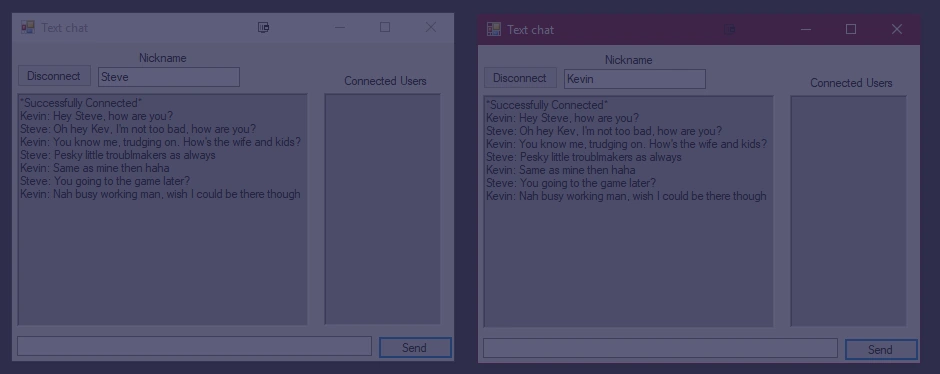 Text chat
Nickname
Disconnect
Steve
Connected Users
"Successfully Connected"
Kevin: Hey Steve, how are you?
Steve: Oh hey Kev, I'm not too bad, how are you?
Kevin: You know me, trudging on. How's the wife and kids?
Steve: Pesky little troublmakers as always
Kevin: Same as mine then haha
Steve: You going to the game later?
Kevin: Nah busy working man, wish I could be there though
Send
Text chat
Nickname
Disconnect
Kevin
Connected Users
"Successfully Connected"
Kevin: Hey Steve, how are you?
Steve: Oh hey Kev, I'm not too bad, how are you?
Kevin: You know me, trudging on. How's the wife and kids?
Steve: Pesky little troublmakers as always
Kevin: Same as mine then haha
Steve: You going to the game later?
Kevin: Nah busy working man, wish I could be there though
Send